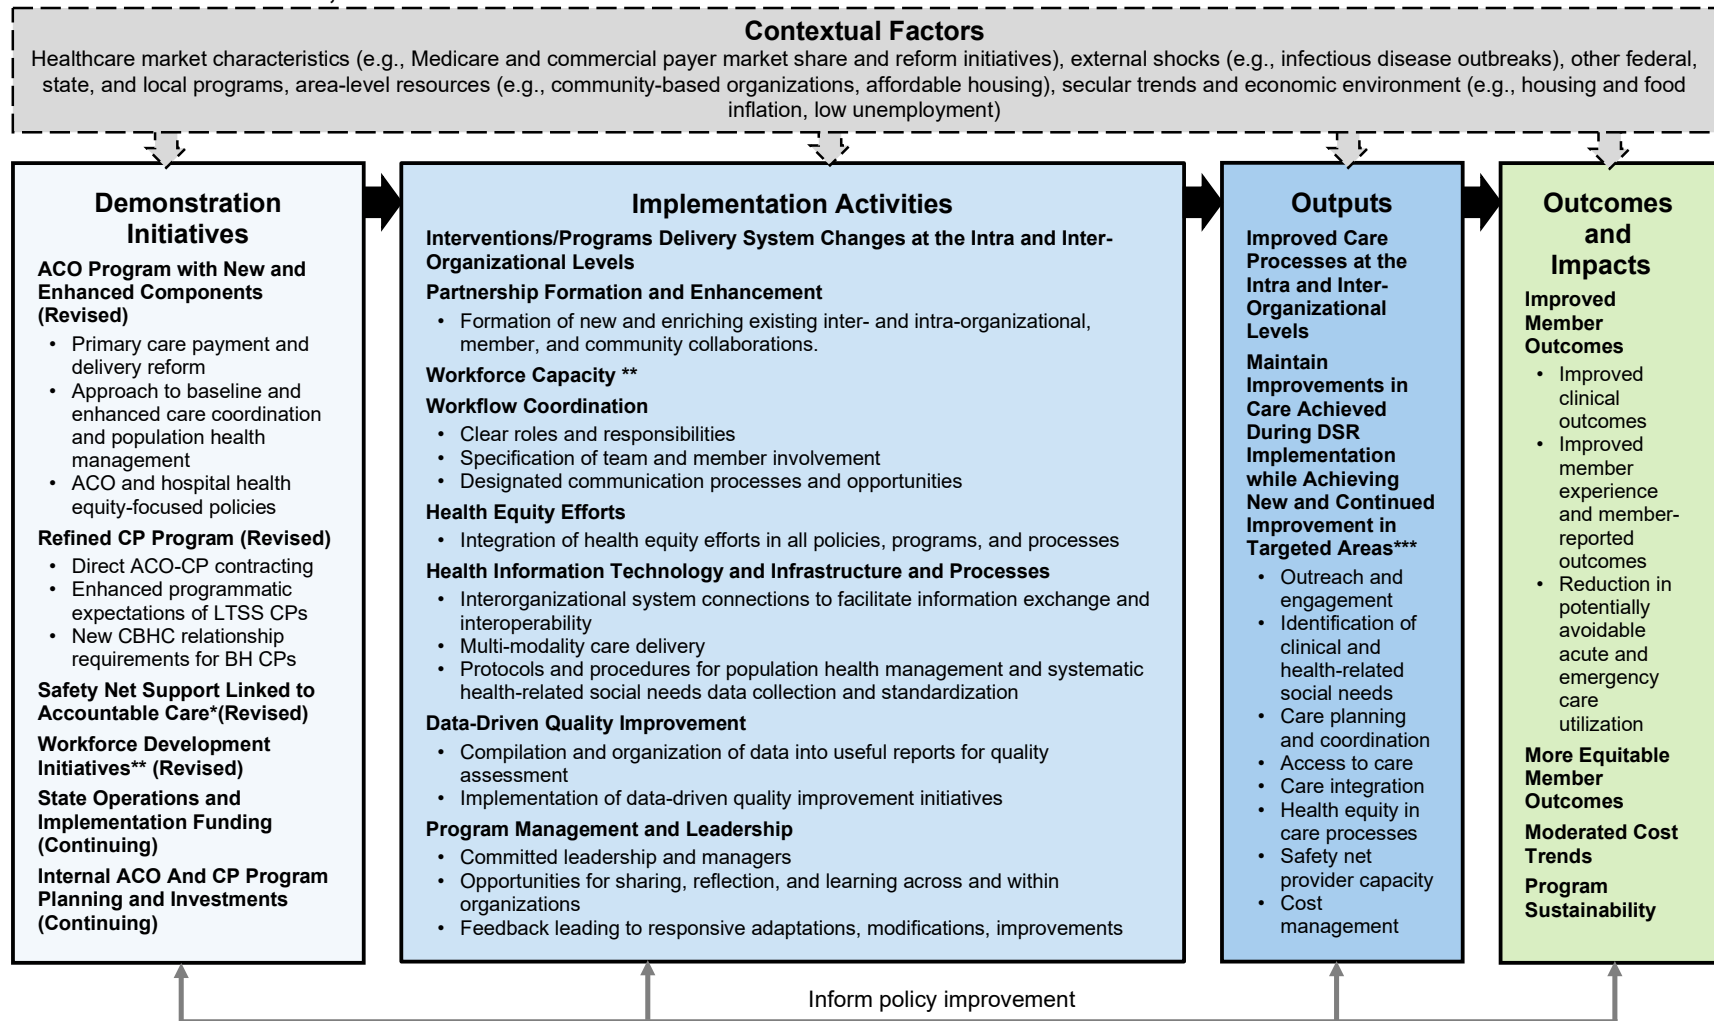 Contextual Factors
Healthcare market characteristics (e.g., Medicare and commercial payer market share and reform initiatives), external shocks (e.g., infectious disease outbreaks), other federal,
state, and local programs, area-level resources (e.g., community-based organizations, affordable housing), secular trends and economic environment (e.g., housing and food
inflation, low unemployment)
Demonstration
Initiatives
ACO Program with New and
Enhanced Components
(Revised)
• Primary care payment and
delivery reform
• Approach to baseline and
enhanced care coordination
and population health
management
• ACO and hospital health
equity-focused policies
Refined CP Program (Revised)
• Direct ACO-CP contracting
• Enhanced programmatic
expectations of LTSS CPs
• New CBHC relationship
requirements for BH CPs
Safety Net Support Linked to
Accountable Care*(Revised)
Workforce Development
Initiatives** (Revised)
State Operations and
Implementation Funding
(Continuing)
Internal ACO And CP Program
Planning and Investments
(Continuing)
Implementation Activities
Interventions/Programs Delivery System Changes at the Intra and Inter-
Organizational Levels
Partnership Formation and Enhancement
• Formation of new and enriching existing inter- and intra-organizational,
member, and community collaborations.
Workforce Capacity **
Workflow Coordination
• Clear roles and responsibilities
• Specification of team and member involvement
• Designated communication processes and opportunities
Health Equity Efforts
• Integration of health equity efforts in all policies, programs, and processes
Health Information Technology and Infrastructure and Processes
• Interorganizational system connections to facilitate information exchange and
interoperability
• Multi-modality care delivery
• Protocols and procedures for population health management and systematic
health-related social needs data collection and standardization
Data-Driven Quality Improvement
• Compilation and organization of data into useful reports for quality
assessment
• Implementation of data-driven quality improvement initiatives
Program Management and Leadership
• Committed leadership and managers
• Opportunities for sharing, reflection, and learning across and within
organizations
• Feedback leading to responsive adaptations, modifications, improvements
Outputs
Improved Care
Processes at the
Intra and Inter-
Organizational
Levels
Maintain
Improvements in
Care Achieved
During DSR
Implementation
while Achieving
New and Continued
Improvement in
Targeted Areas***
• Outreach and
engagement
• Identification of
clinical and
health-related
social needs
• Care planning
and coordination
• Access to care
• Care integration
• Health equity in
care processes
• Safety net
provider capacity
• Cost
management
Outcomes
and
Impacts
Improved
Member
Outcomes
• Improved
clinical
outcomes
• Improved
member
experience
and member-
reported
outcomes
• Reduction in
potentially
avoidable
acute and
emergency
care
utilization
More Equitable
Member
Outcomes
Moderated Cost
Trends
Program
Sustainability
Inform policy improvement